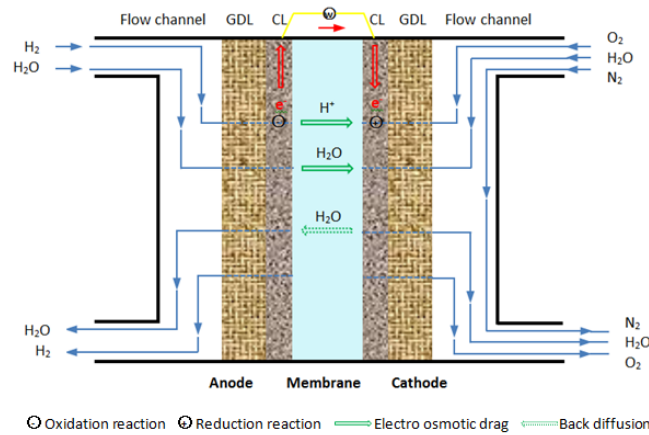 Flow channel GDL CL w CL GDL Flow channel
H₂ O₂
H₂O H₂O
N₂
e e
H⁺
H₂O
H₂O
H₂O N₂
H₂ H₂O
O₂
Anode Membrane Cathode
Oxidation reaction Reduction reaction Electro osmotic drag Back diffusion